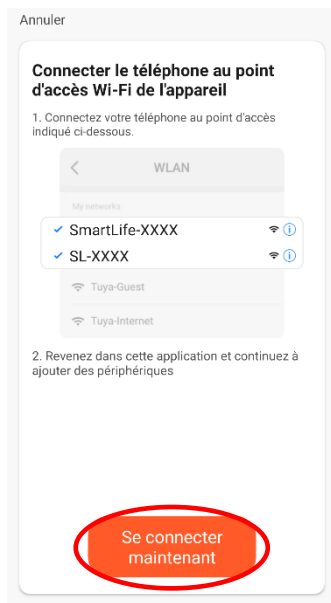 Annuler
Connecter le téléphone au point
d'accès Wi-Fi de l'appareil
1. Connectez votre téléphone au point d'accès
indiqué ci-dessous.
WLAN
My networks
SmartLife-XXXX
SL-XXXX
Tuya-Guest
Tuya-Internet
2. Revenez dans cette application et continuez à
ajouter des périphériques
Se connecter
maintenant